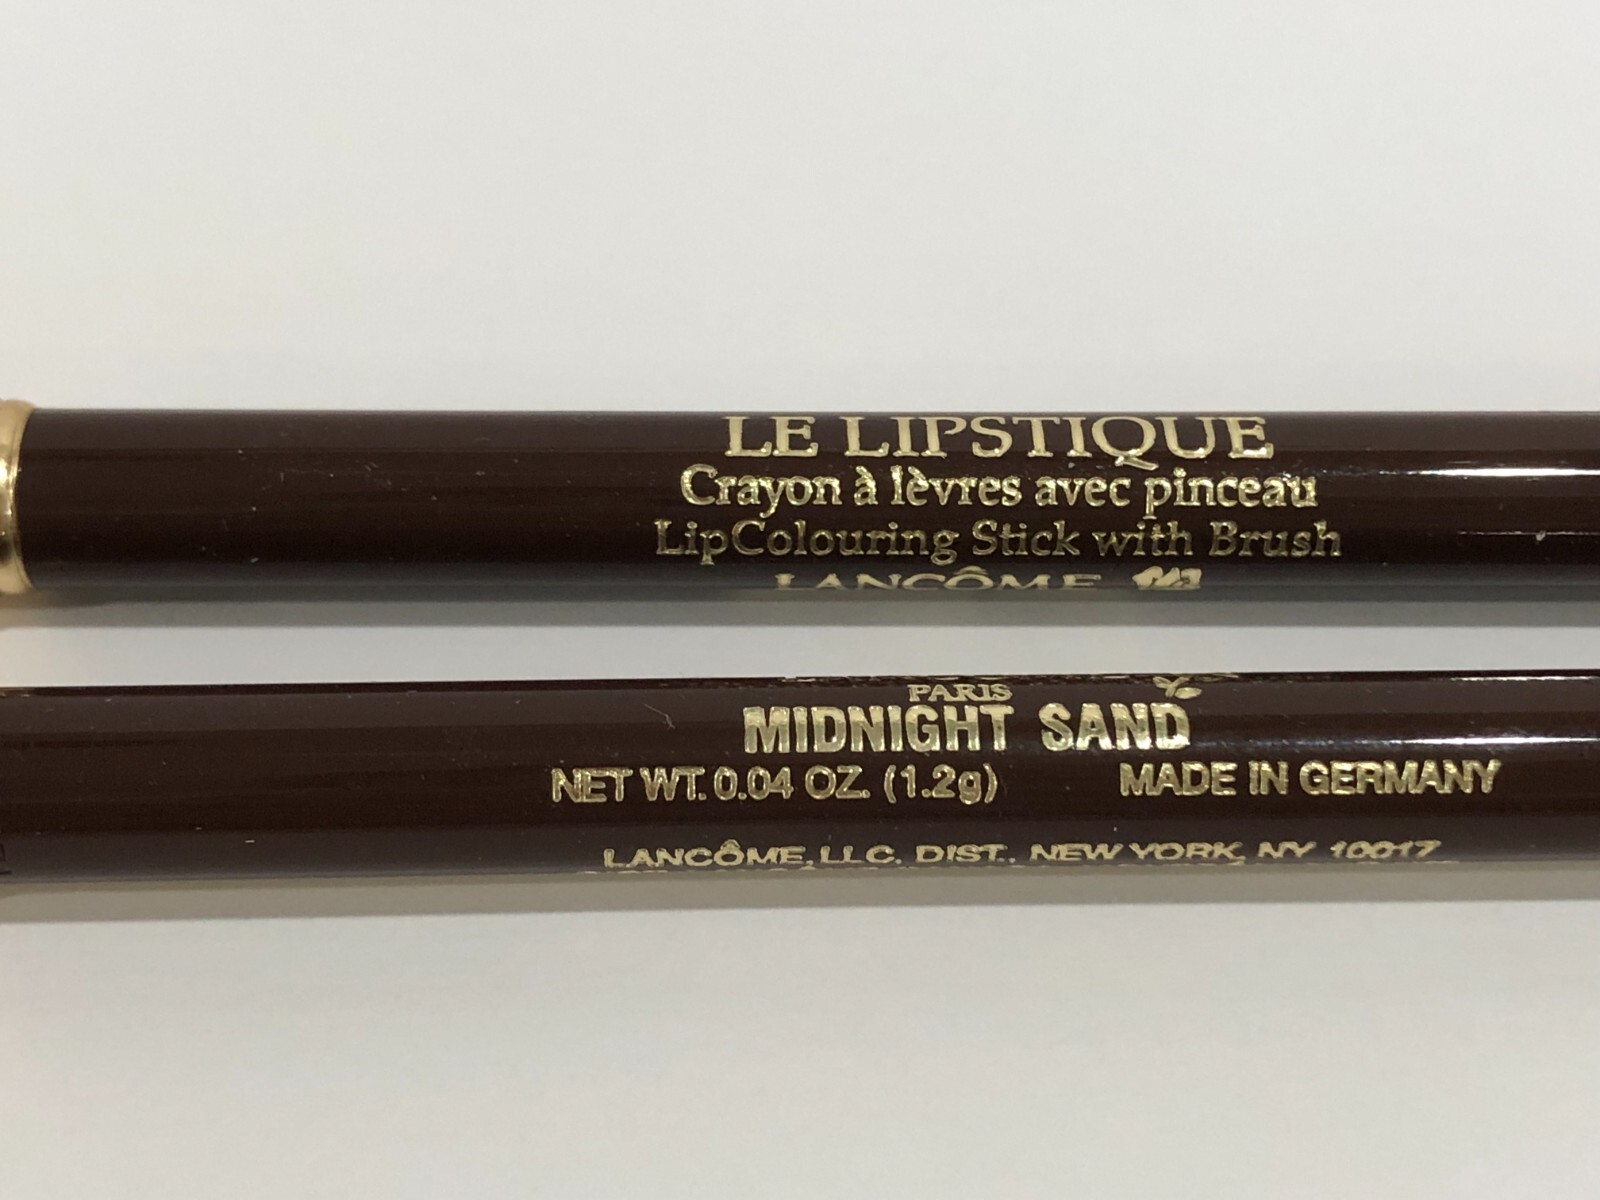 LE LIPSTIQUE
Crayon à lèvres avec pinceau
LipColouring Stick with Brush
LANCÔME
PARIS
MIDNIGHT SAND
NET WT. 0.04 OZ. (1.2g) MADE IN GERMANY
LANCÔME, LLC. DIST., NEW YORK, NY 10017